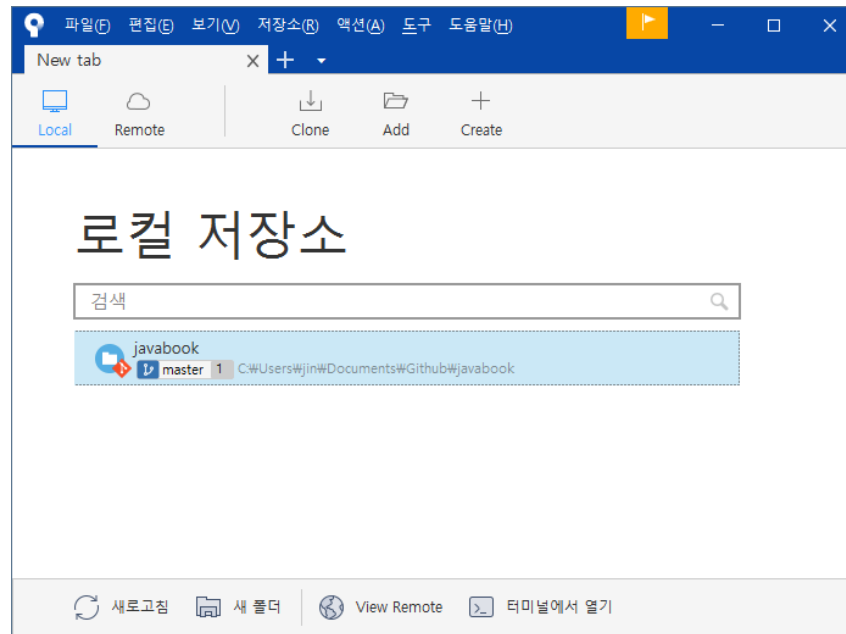 파일(F) 편집(E) 보기(V) 저장소(R) 액션(A) 도구 도움말(H)
New tab
Local Remote Clone Add Create
로컬 저장소
검색
javabook
master 1 C:₩Users₩jin₩Documents₩Github₩javabook
새로고침 새 폴더 View Remote 터미널에서 열기